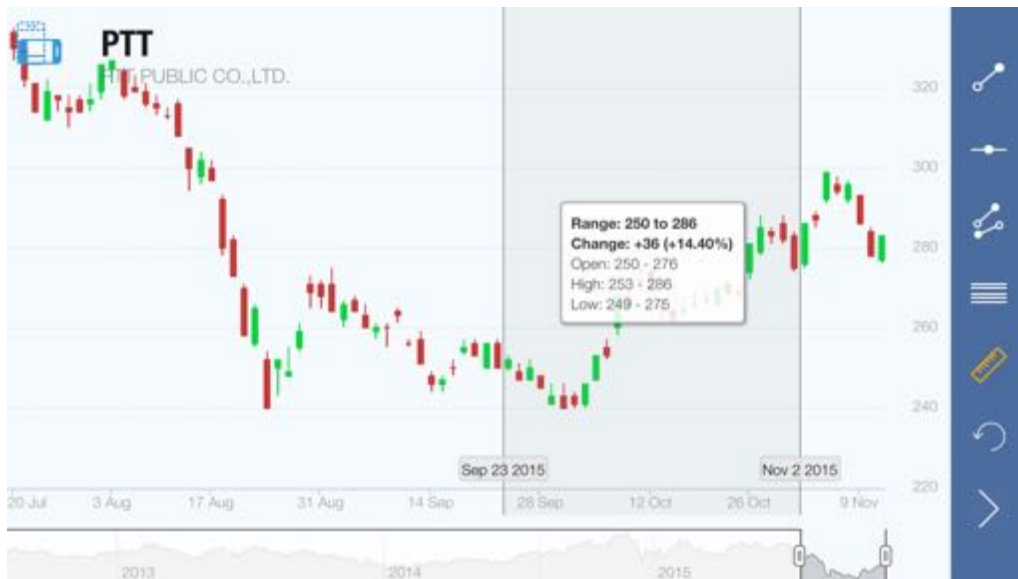 PTT
PTT PUBLIC CO.,LTD.
320
300
280
260
240
220
Range: 250 to 286
Change: +36 (+14.40%)
Open: 250 - 276
High: 253 - 286
Low: 249 - 275
Sep 23 2015
Nov 2 2015
20 Jul
3 Aug
17 Aug
31 Aug
14 Sep
28 Sep
12 Oct
26 Oct
9 Nov
2013
2014
2015